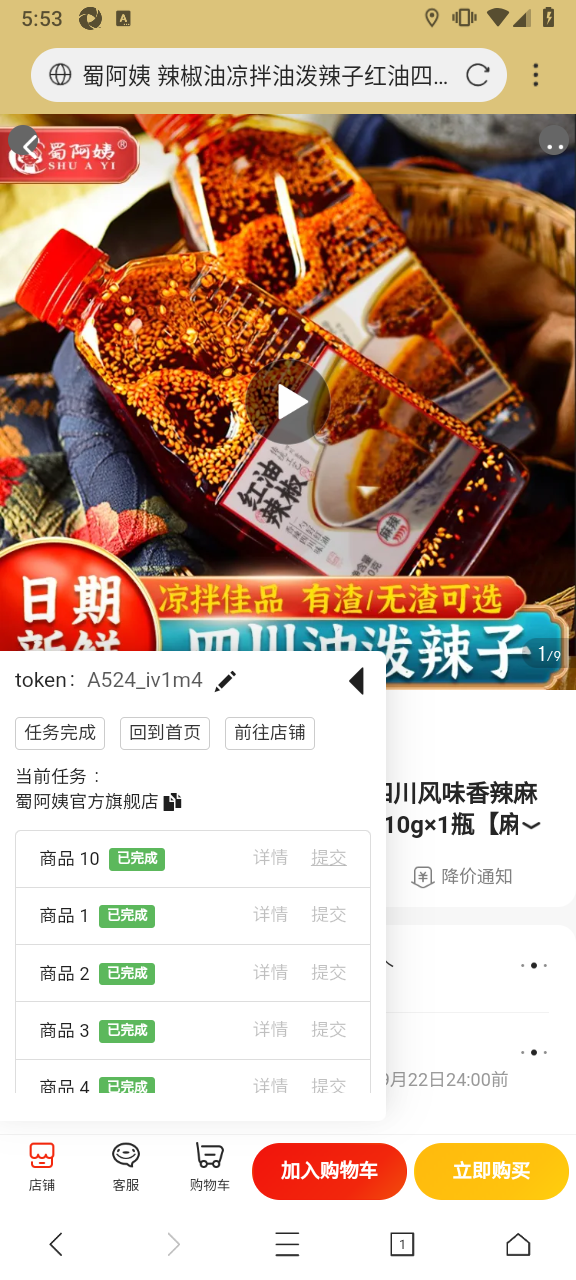 5:53
蜀阿姨 辣椒油凉拌油泼辣子红油四...
蜀阿姨®
SHU A YI
红油
辣椒
麻辣
日期
新鲜
凉拌佳品 有渣/无渣可选
四川油泼辣子
1/9
token: A524_iv1m4
任务完成 回到首页 前往店铺
当前任务：
蜀阿姨官方旗舰店
四川风味香辣麻
10g×1瓶【麻
降价通知
商品 10 已完成 详情 提交
商品 1 已完成 详情 提交
商品 2 已完成 详情 提交
商品 3 已完成 详情 提交
9月22日24:00前
商品 4 已完成 详情 提交
店铺 客服 购物车 加入购物车 立即购买
1